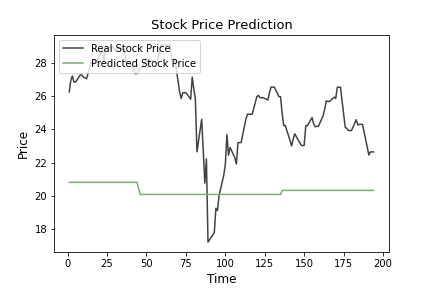 Stock Price Prediction
Real Stock Price
Predicted Stock Price
28
26
24
22
20
18
Price
0 25 50 75 100 125 150 175 200
Time